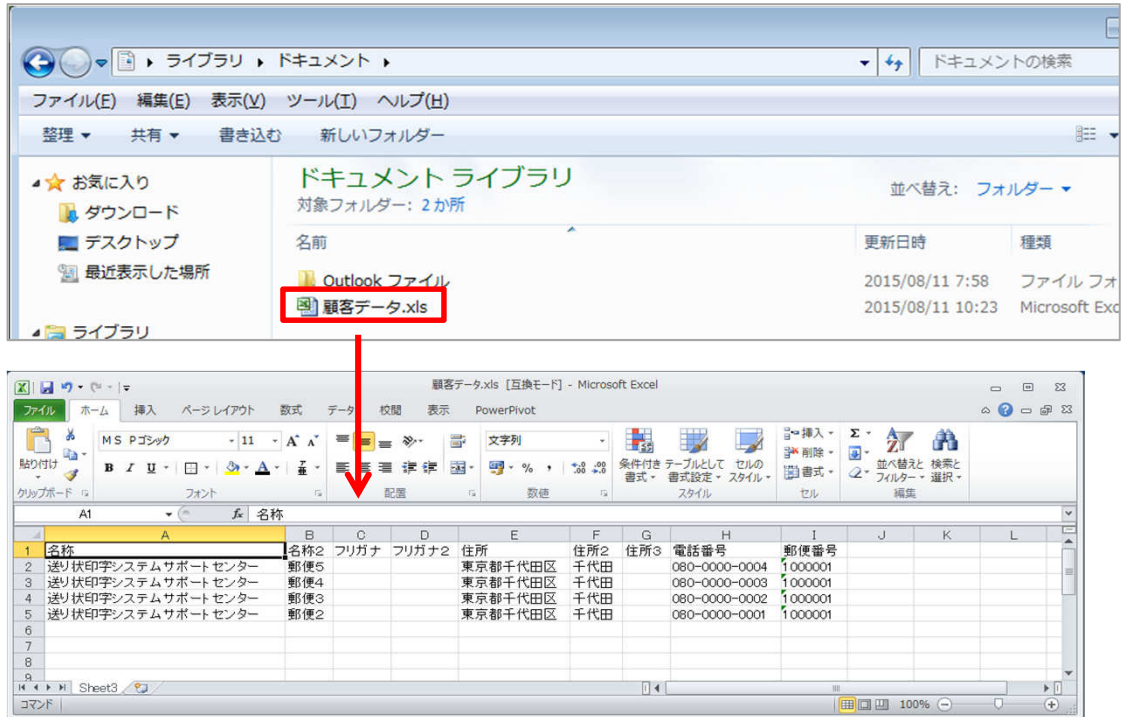 ライブラリ ドキュメント ドキュメントの検索
ファイル(F) 編集(E) 表示(V) ツール(T) ヘルプ(H)
整理 共有 書き込む 新しいフォルダー
お気に入り
ダウンロード
デスクトップ
最近表示した場所
ライブラリ
ドキュメント ライブラリ
対象フォルダー: 2 か所
並べ替え: フォルダー
名前 更新日時 種類
Outlook ファイル 2015/08/11 7:58 ファイル フォ
顧客データ.xls 2015/08/11 10:23 Microsoft Exc
顧客データ.xls [互換モード] - Microsoft Excel
ファイル ホーム 挿入 ページ レイアウト 数式 データ 校閲 表示 PowerPivot
貼り付け
クリップボード
MS Pゴシック 11
B I U
フォント
配置
文字列
数値
条件付き書式 テーブルとして書式設定 セルのスタイル
スタイル
挿入
削除
書式
セル
並べ替えとフィルター 検索と選択
編集
A1 fx 名称
A B C D E F G H I J K L
1 名称 名称2 フリガナ フリガナ2 住所 住所2 住所3 電話番号 郵便番号
2 送り状印字システムサポートセンター 郵便5 東京都千代田区 千代田 080-0000-0004 1000001
3 送り状印字システムサポートセンター 郵便4 東京都千代田区 千代田 080-0000-0003 1000001
4 送り状印字システムサポートセンター 郵便3 東京都千代田区 千代田 080-0000-0002 1000001
5 送り状印字システムサポートセンター 郵便2 東京都千代田区 千代田 080-0000-0001 1000001
6
7
8
9
Sheet3
コマンド 100%